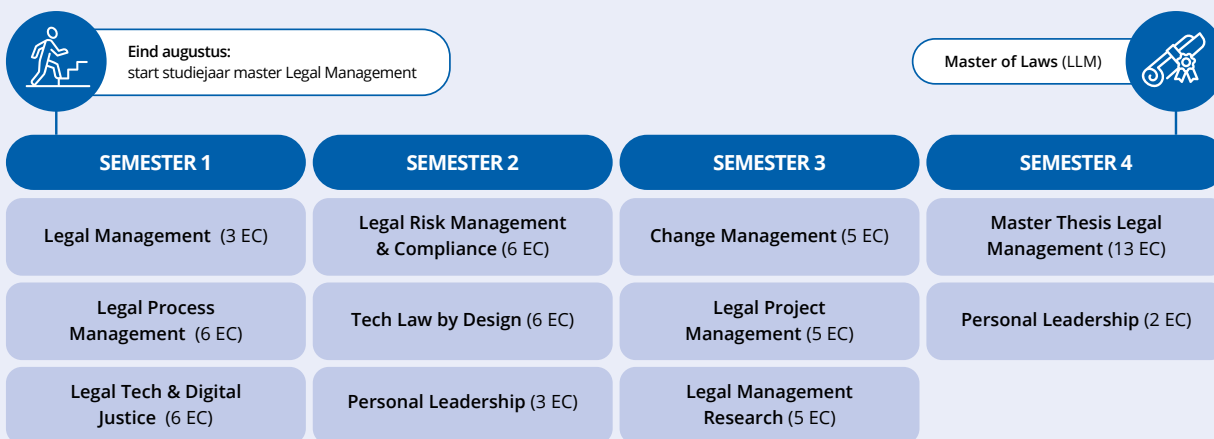 Eind augustus:
start studiejaar master Legal Management
Master of Laws (LLM)
SEMESTER 1
Legal Management (3 EC)
Legal Process
Management (6 EC)
Legal Tech & Digital
Justice (6 EC)
SEMESTER 2
Legal Risk Management
& Compliance (6 EC)
Tech Law by Design (6 EC)
Personal Leadership (3 EC)
SEMESTER 3
Change Management (5 EC)
Legal Project
Management (5 EC)
Legal Management
Research (5 EC)
SEMESTER 4
Master Thesis Legal
Management (13 EC)
Personal Leadership (2 EC)